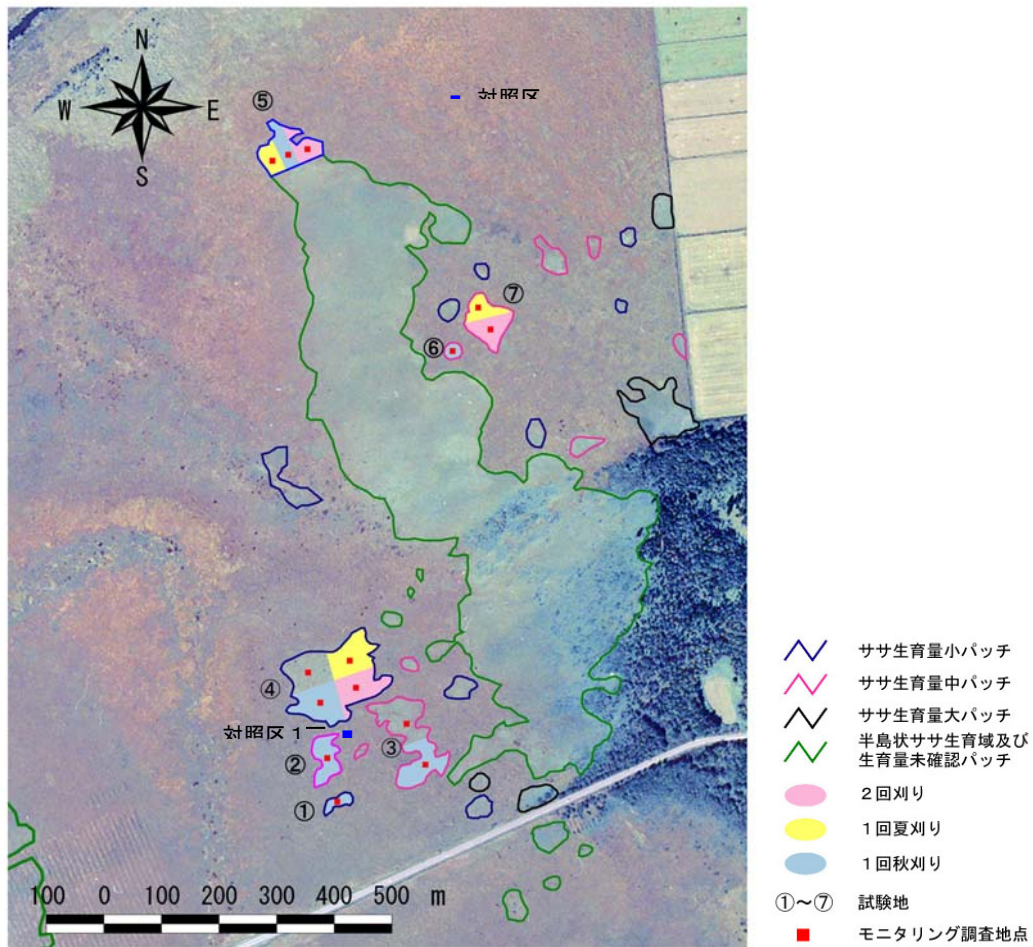 N
W
E
S
⑤
対照区
⑦
⑥
④
対照区 1
②
③
①
100 0 100 200 300 400 500 m
ササ生育量小パッチ
ササ生育量中パッチ
ササ生育量大パッチ
半島状ササ生育域及び
生育量未確認パッチ
2回刈り
1回夏刈り
1回秋刈り
①～⑦ 試験地
モニタリング調査地点